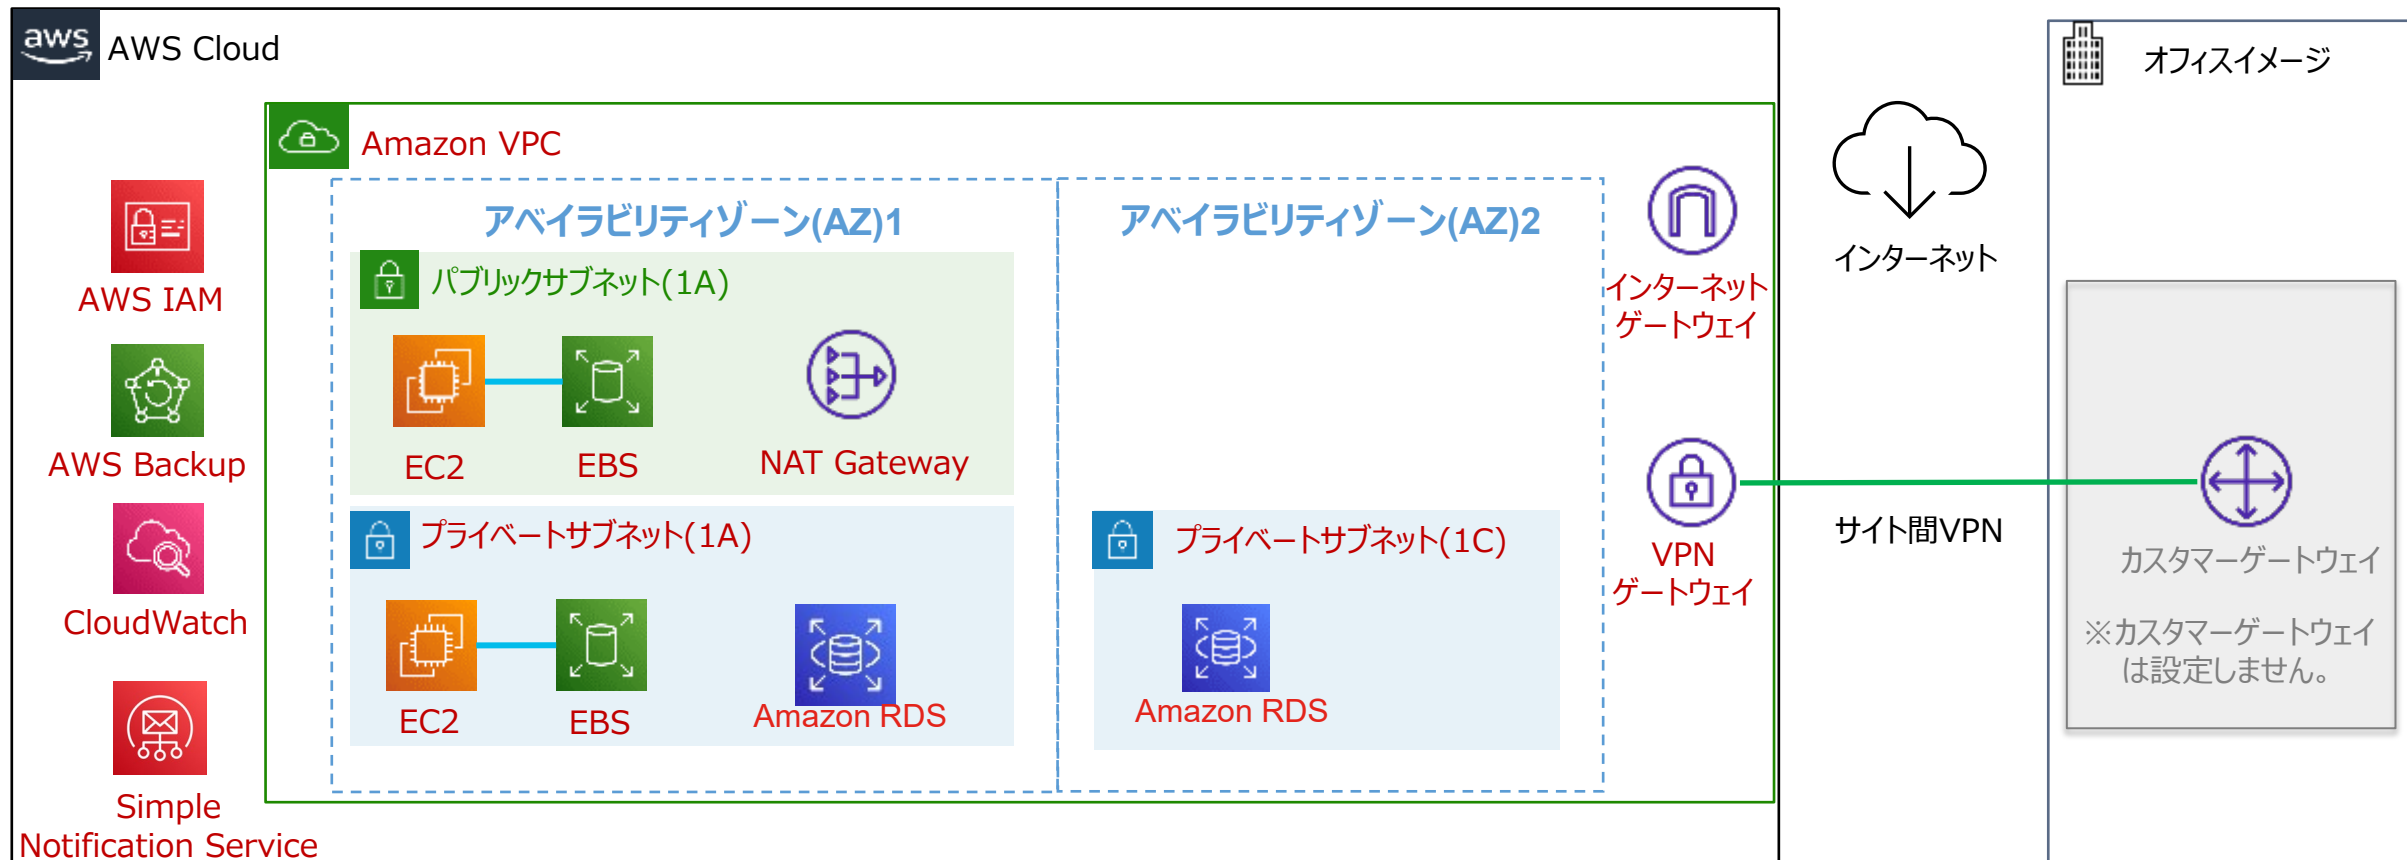 aws
AWS Cloud
オフィスイメージ
Amazon VPC
アベイラビリティゾーン(AZ)1
アベイラビリティゾーン(AZ)2
パブリックサブネット(1A)
インターネット
インターネット
ゲートウェイ
AWS IAM
EC2
EBS
NAT Gateway
AWS Backup
プライベートサブネット(1A)
プライベートサブネット(1C)
VPN
ゲートウェイ
サイト間VPN
カスタマーゲートウェイ
※カスタマーゲートウェイ
は設定しません。
CloudWatch
EC2
EBS
Amazon RDS
Amazon RDS
Simple
Notification Service